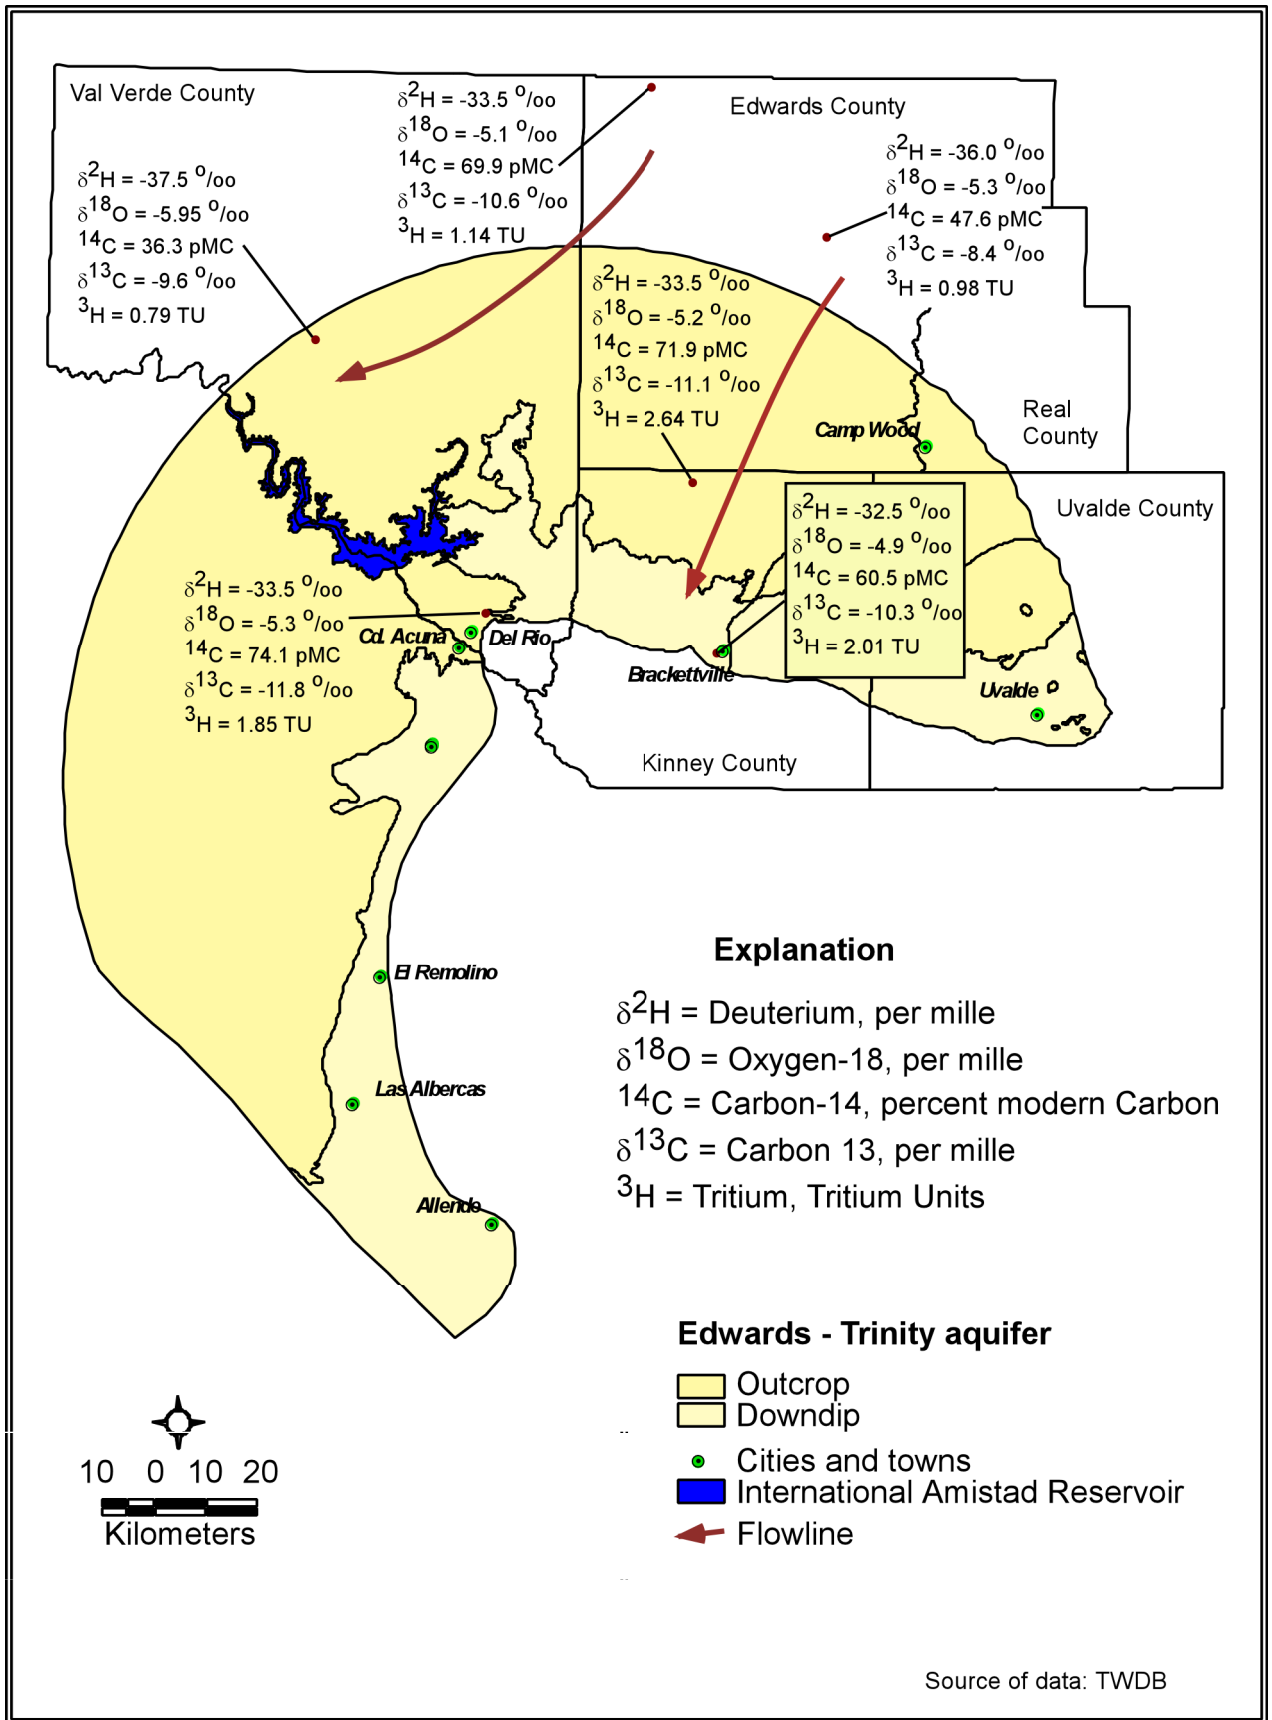 Val Verde County
δ2H = -33.5 o/oo
δ18O = -5.1 o/oo
14C = 69.9 pMC
δ13C = -10.6 o/oo
3H = 1.14 TU
Edwards County
δ2H = -36.0 o/oo
δ18O = -5.3 o/oo
14C = 47.6 pMC
δ13C = -8.4 o/oo
3H = 0.98 TU
δ2H = -37.5 o/oo
δ18O = -5.95 o/oo
14C = 36.3 pMC
δ13C = -9.6 o/oo
3H = 0.79 TU
δ2H = -33.5 o/oo
δ18O = -5.2 o/oo
14C = 71.9 pMC
δ13C = -11.1 o/oo
3H = 2.64 TU
Camp Wood
Real
County
Uvalde County
δ2H = -32.5 o/oo
δ18O = -4.9 o/oo
14C = 60.5 pMC
δ13C = -10.3 o/oo
3H = 2.01 TU
δ2H = -33.5 o/oo
δ18O = -5.3 o/oo
14C = 74.1 pMC
δ13C = -11.8 o/oo
3H = 1.85 TU
Cd. Acuna
Del Rio
Brackettville
Uvalde
Kinney County
El Remolino
Las Albercas
Allende
Explanation
δ2H = Deuterium, per mille
δ18O = Oxygen-18, per mille
14C = Carbon-14, percent modern Carbon
δ13C = Carbon 13, per mille
3H = Tritium, Tritium Units
Edwards - Trinity aquifer
Outcrop
Downdip
Cities and towns
International Amistad Reservoir
Flowline
10 0 10 20
Kilometers
Source of data: TWDB